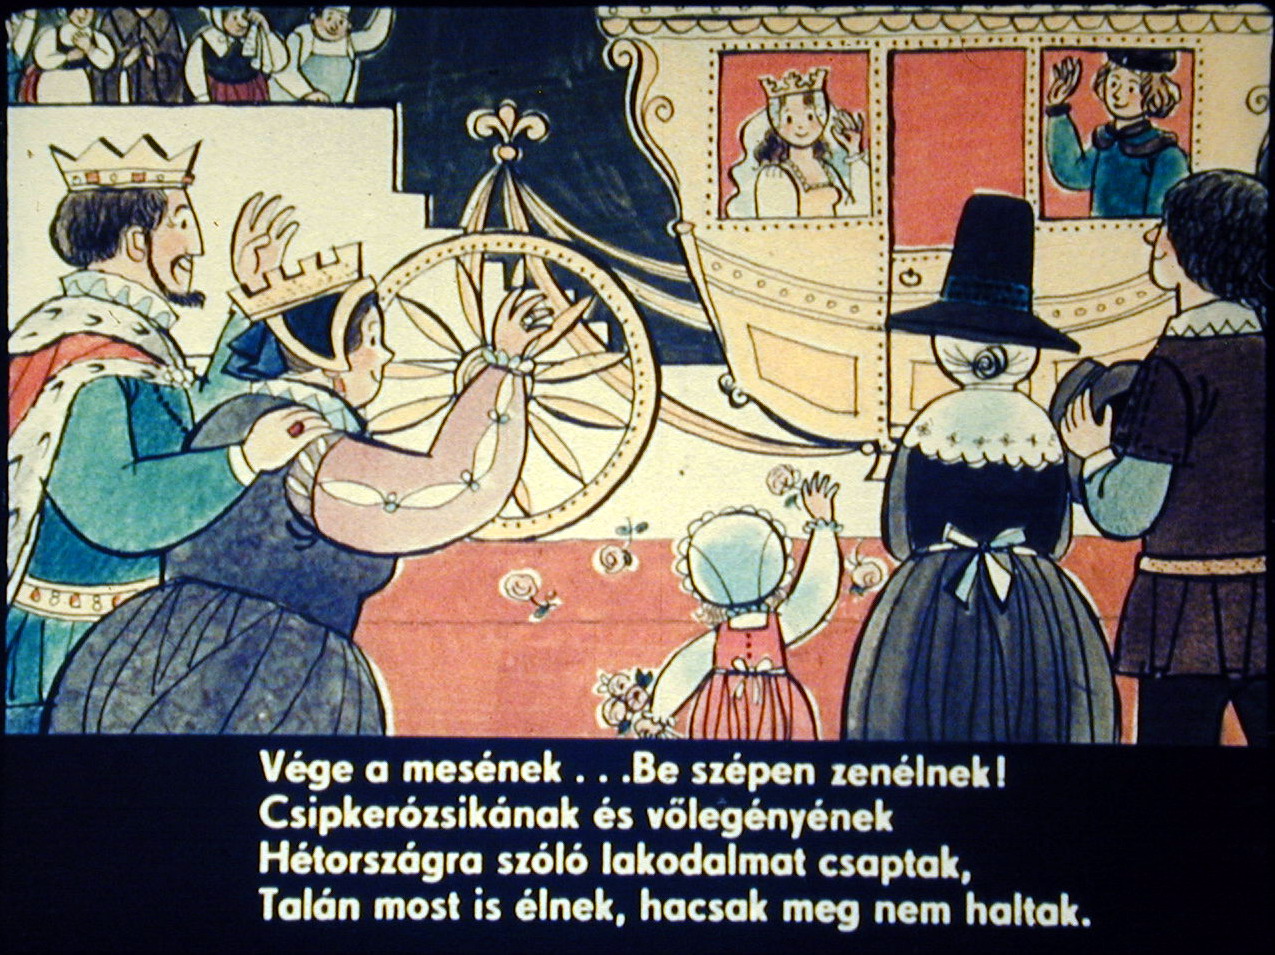 Vége a mesének . . .Be szépen zenélnek!
Csipkerózsikának és vőlegényének
Hétországra szóló lakodalmat csaptak,
Talán most is élnek, hacsak meg nem haltak.